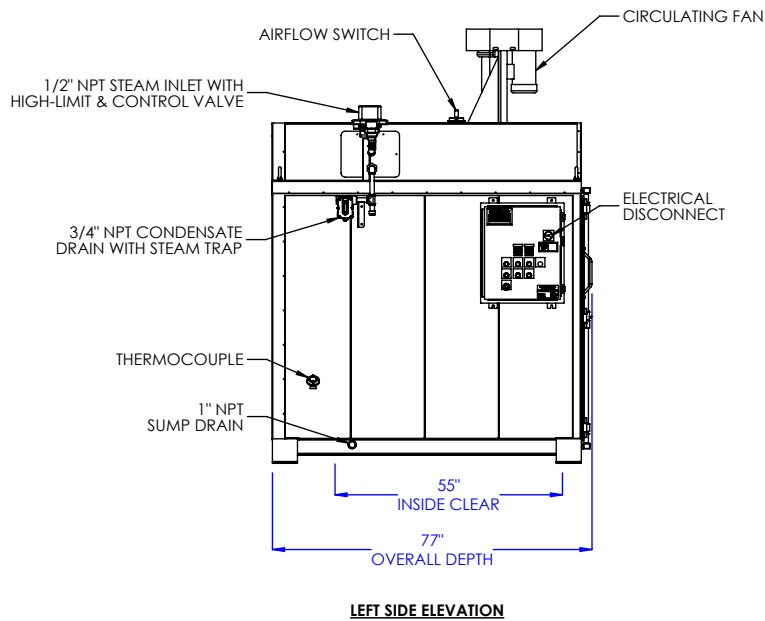 CIRCULATING FAN
AIRFLOW SWITCH
1/2" NPT STEAM INLET WITH
HIGH-LIMIT & CONTROL VALVE
ELECTRICAL
DISCONNECT
3/4" NPT CONDENSATE
DRAIN WITH STEAM TRAP
THERMOCOUPLE
1" NPT
SUMP DRAIN
55"
INSIDE CLEAR
77"
OVERALL DEPTH
LEFT SIDE ELEVATION